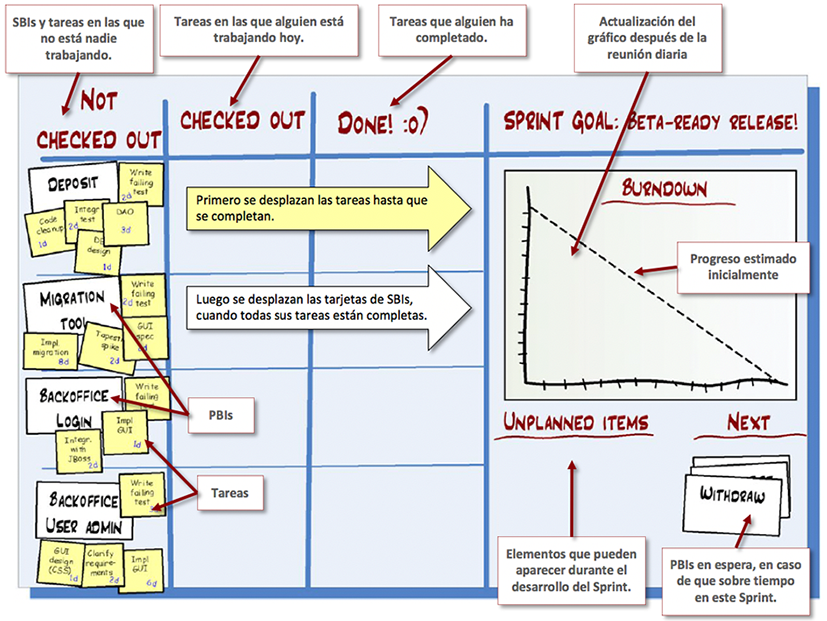 SBIs y tareas en las que
no está nadie
trabajando.
Tareas en las que alguien está
trabajando hoy.
Tareas que alguien ha
completado.
Actualización del
gráfico después de la
reunión diaria
NOT
CHECKED OUT
CHECKED OUT
DONE! :o)
SPRINT GOAL: BETA-READY RELEASE!
DEPOSIT
Write
failing
test
2d
Code
cleanup
1d
Integr.
test
2d
DAO
3d
design
1d
Primero se desplazan las tareas hasta que
se completan.
BURNDOWN
Progreso estimado
inicialmente
MIGRATION
TOOL
Write
failing
test
2d
Impl.
migration
8d
spike
2d
GUI
spec
Luego se desplazan las tarjetas de SBIs,
cuando todas sus tareas están completas.
BACKOFFICE
LOGIN
Write
failing
Integr.
with
JBoss
2d
Impl
GUI
1d
PBIs
UNPLANNED ITEMS
NEXT
Tareas
BACKOFFICE
USER ADMIN
Write
failing
test
GUI
design
(CSS)
1d
Clarify
require-
ments
2d
Impl
GUI
6d
WITHDRAW
Elementos que pueden
aparecer durante el
desarrollo del Sprint.
PBIs en espera, en caso
de que sobre tiempo
en este Sprint.